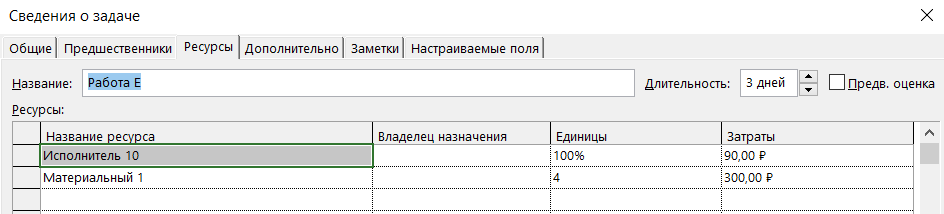 Сведения о задаче
Общие Предшественники Ресурсы Дополнительно Заметки Настраиваемые поля
Название: Работа Е Длительность: 3 дней Предв. оценка
Ресурсы:
Название ресурса Владелец назначения Единицы Затраты
Исполнитель 10 100% 90,00 ₽
Материальный 1 4 300,00 ₽